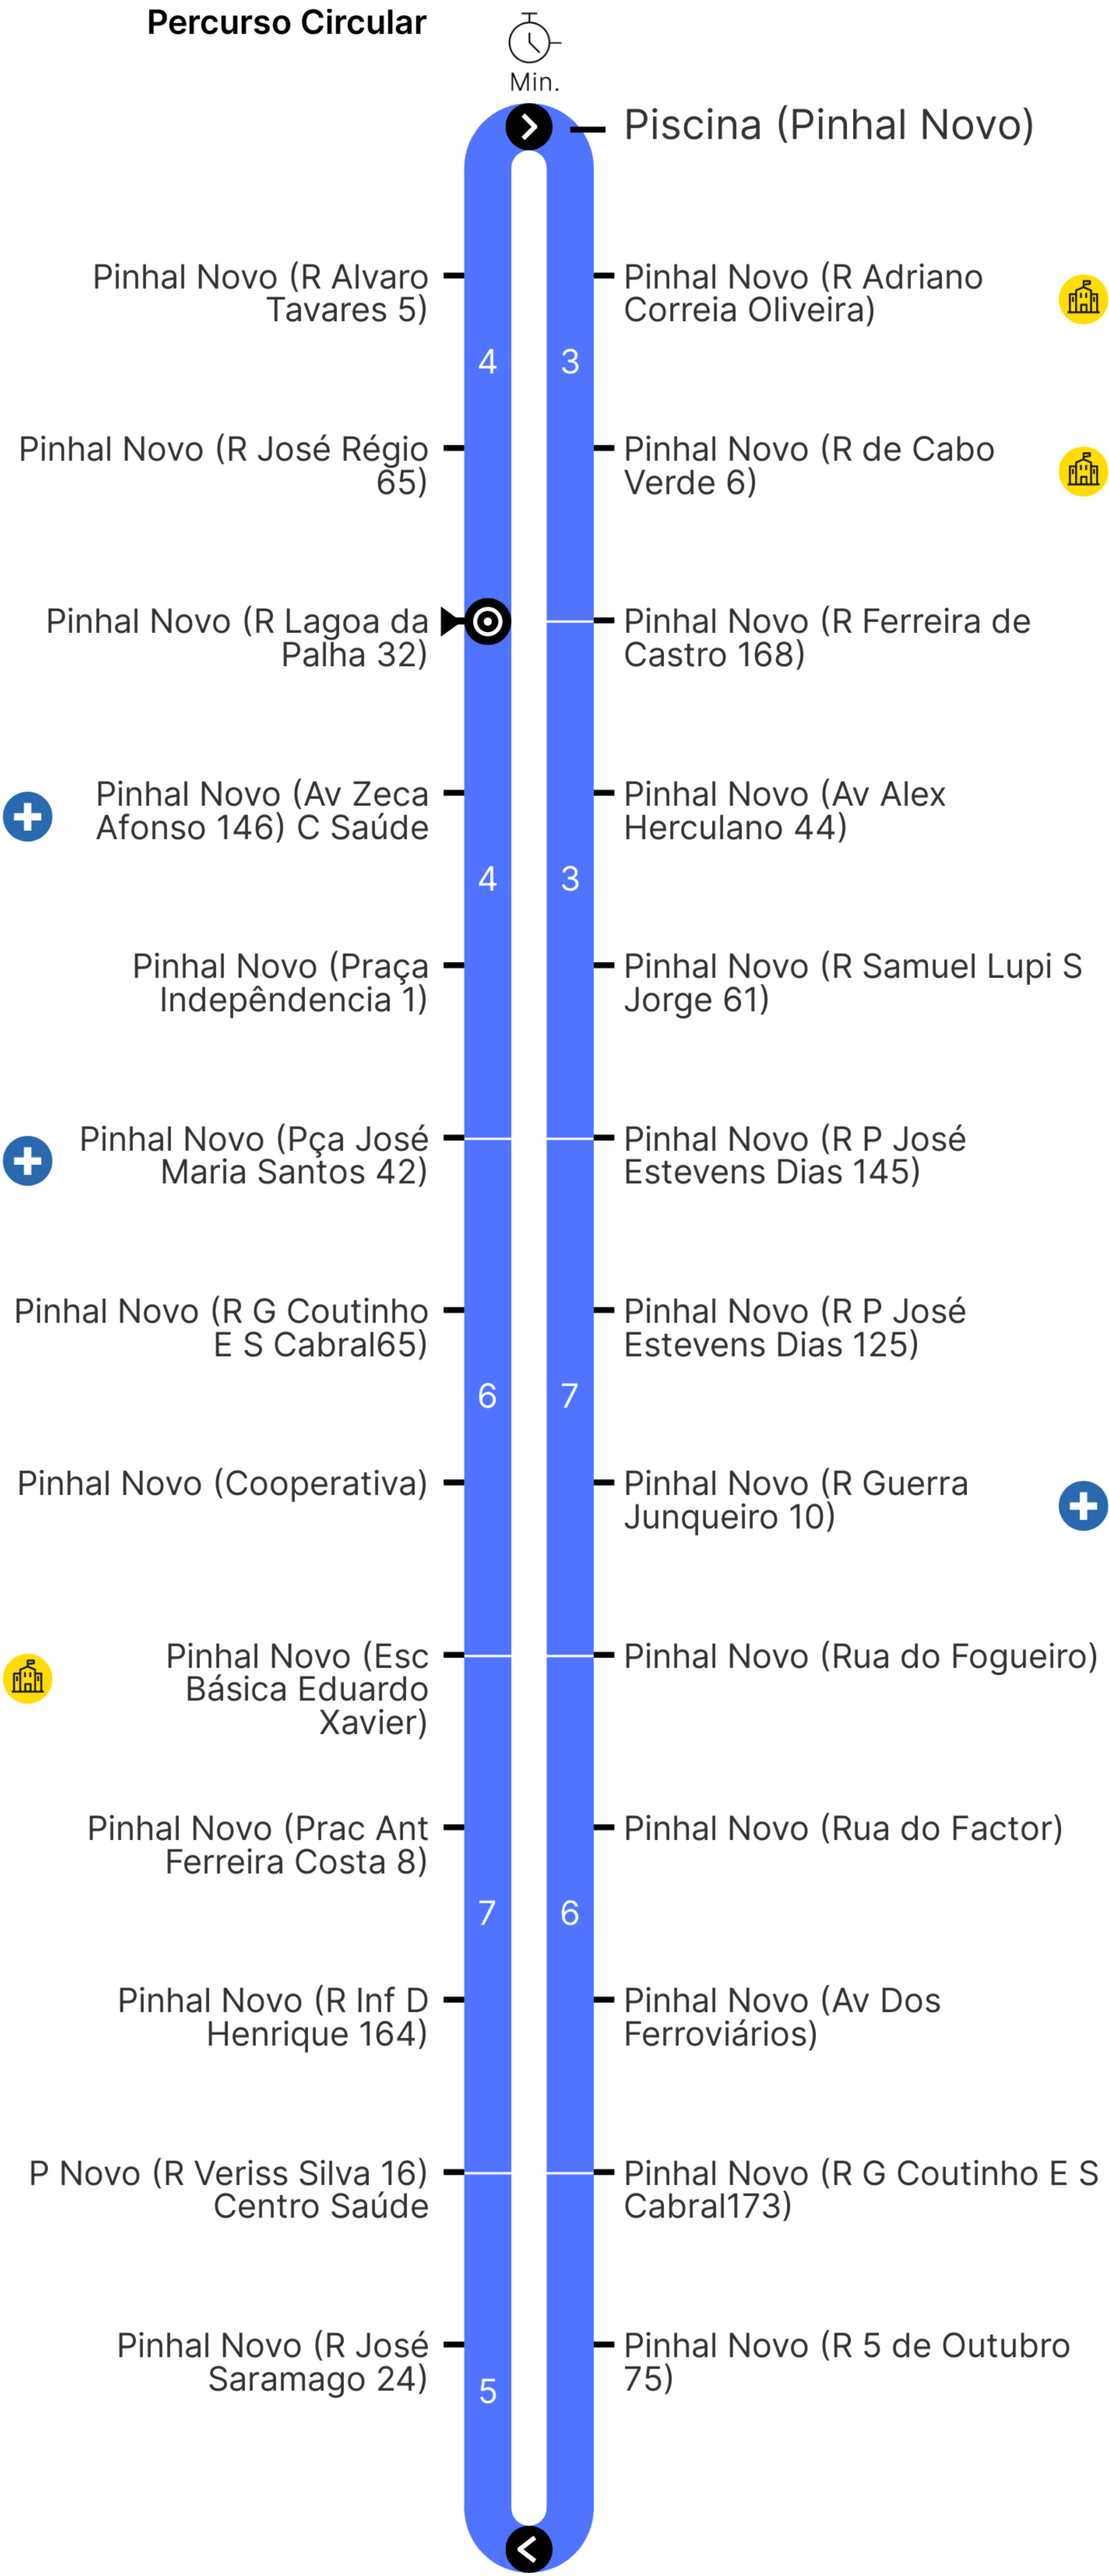 Percurso Circular
Min.
Piscina (Pinhal Novo)
Pinhal Novo (R Alvaro
Tavares 5)
Pinhal Novo (R Adriano
Correia Oliveira)
4
3
Pinhal Novo (R José Régio
65)
Pinhal Novo (R de Cabo
Verde 6)
Pinhal Novo (R Lagoa da
Palha 32)
Pinhal Novo (R Ferreira de
Castro 168)
Pinhal Novo (Av Zeca
Afonso 146) C Saúde
Pinhal Novo (Av Alex
Herculano 44)
4
3
Pinhal Novo (Praça
Indepêndencia 1)
Pinhal Novo (R Samuel Lupi S
Jorge 61)
Pinhal Novo (Pça José
Maria Santos 42)
Pinhal Novo (R P José
Estevens Dias 145)
Pinhal Novo (R G Coutinho
E S Cabral65)
Pinhal Novo (R P José
Estevens Dias 125)
6
7
Pinhal Novo (Cooperativa)
Pinhal Novo (R Guerra
Junqueiro 10)
Pinhal Novo (Esc
Básica Eduardo
Xavier)
Pinhal Novo (Rua do Fogueiro)
Pinhal Novo (Prac Ant
Ferreira Costa 8)
Pinhal Novo (Rua do Factor)
7
6
Pinhal Novo (R Inf D
Henrique 164)
Pinhal Novo (Av Dos
Ferroviários)
P Novo (R Veriss Silva 16)
Centro Saúde
Pinhal Novo (R G Coutinho E S
Cabral173)
Pinhal Novo (R José
Saramago 24)
Pinhal Novo (R 5 de Outubro
75)
5